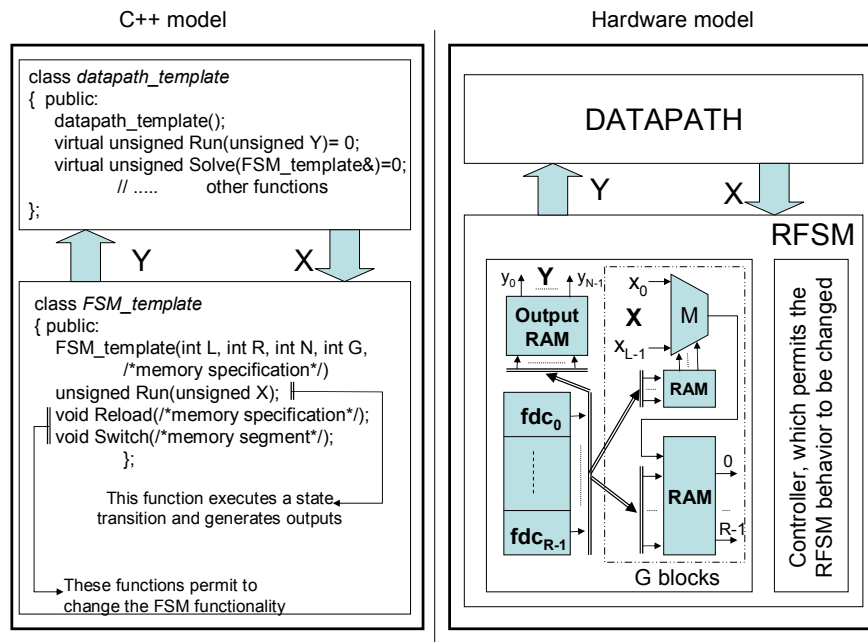 C++ model
class datapath_template
{ public:
datapath_template();
virtual unsigned Run(unsigned Y)= 0;
virtual unsigned Solve(FSM_template&)=0;
// ..... other functions
};
Y
X
class FSM_template
{ public:
FSM_template(int L, int R, int N, int G,
/*memory specification*/)
unsigned Run(unsigned X);
void Reload(/*memory specification*/);
void Switch(/*memory segment*/);
};
This function executes a state
transition and generates outputs
These functions permit to
change the FSM functionality
Hardware model
DATAPATH
Y
X
RFSM
y0 Y yN-1
Output
RAM
x0
X
M
xL-1
RAM
fdc0
fdcR-1
RAM
0
R-1
G blocks
Controller, which permits the
RFSM behavior to be changed